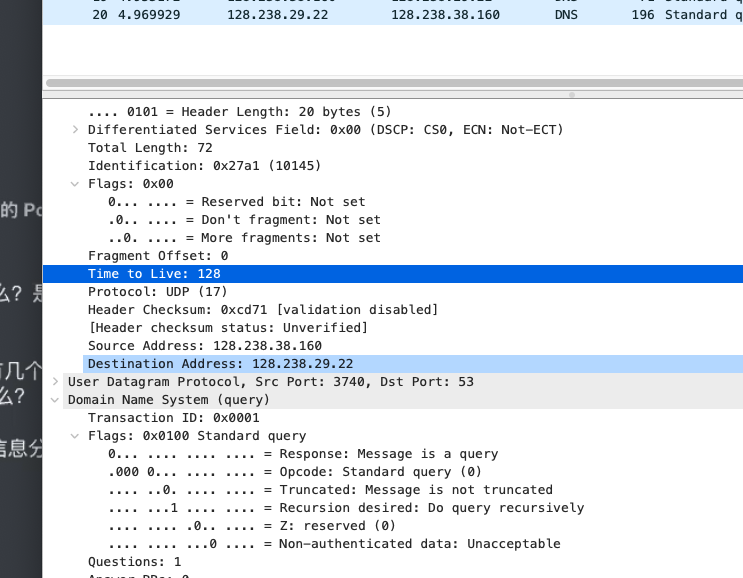 20 4.969929 128.238.29.22 128.238.38.160 DNS 196 Standard q
.... 0101 = Header Length: 20 bytes (5)
Differentiated Services Field: 0x00 (DSCP: CS0, ECN: Not-ECT)
Total Length: 72
Identification: 0x27a1 (10145)
Flags: 0x00
0... .... = Reserved bit: Not set
.0.. .... = Don't fragment: Not set
..0. .... = More fragments: Not set
Fragment Offset: 0
Time to Live: 128
Protocol: UDP (17)
Header Checksum: 0xcd71 [validation disabled]
[Header checksum status: Unverified]
Source Address: 128.238.38.160
Destination Address: 128.238.29.22
User Datagram Protocol, Src Port: 3740, Dst Port: 53
Domain Name System (query)
Transaction ID: 0x0001
Flags: 0x0100 Standard query
0... .... .... .... = Response: Message is a query
.000 0... .... .... = Opcode: Standard query (0)
.... ..0. .... .... = Truncated: Message is not truncated
.... ...1 .... .... = Recursion desired: Do query recursively
.... .... .0.. .... = Z: reserved (0)
.... .... ...0 .... = Non-authenticated data: Unacceptable
Questions: 1
的 Po
么？是
有几个
么？
信息分